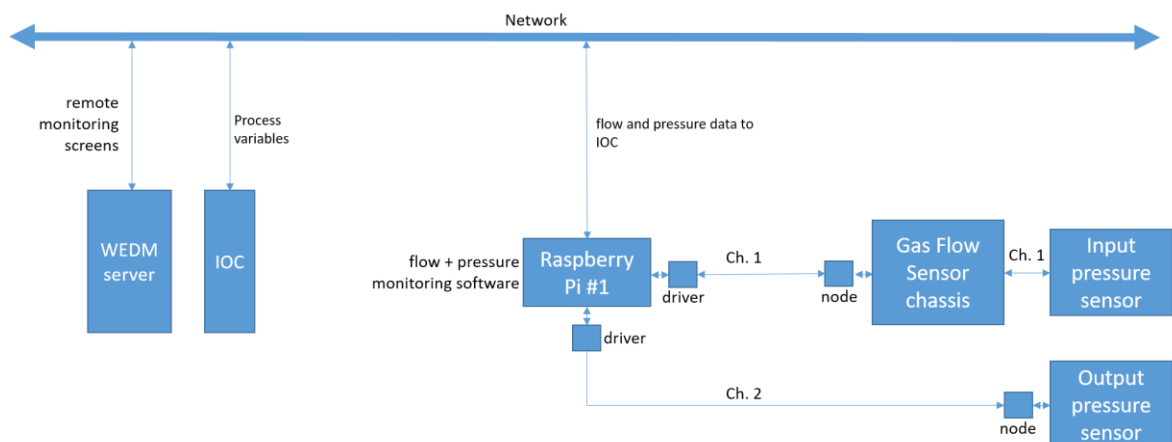 Network
remote
monitoring
screens
Process
variables
flow and pressure data to
IOC
WEDM
server
IOC
flow + pressure
monitoring software
Raspberry
Pi #1
driver
Ch. 1
node
Gas Flow
Sensor
chassis
Ch. 1
Input
pressure
sensor
driver
Ch. 2
node
Output
pressure
sensor